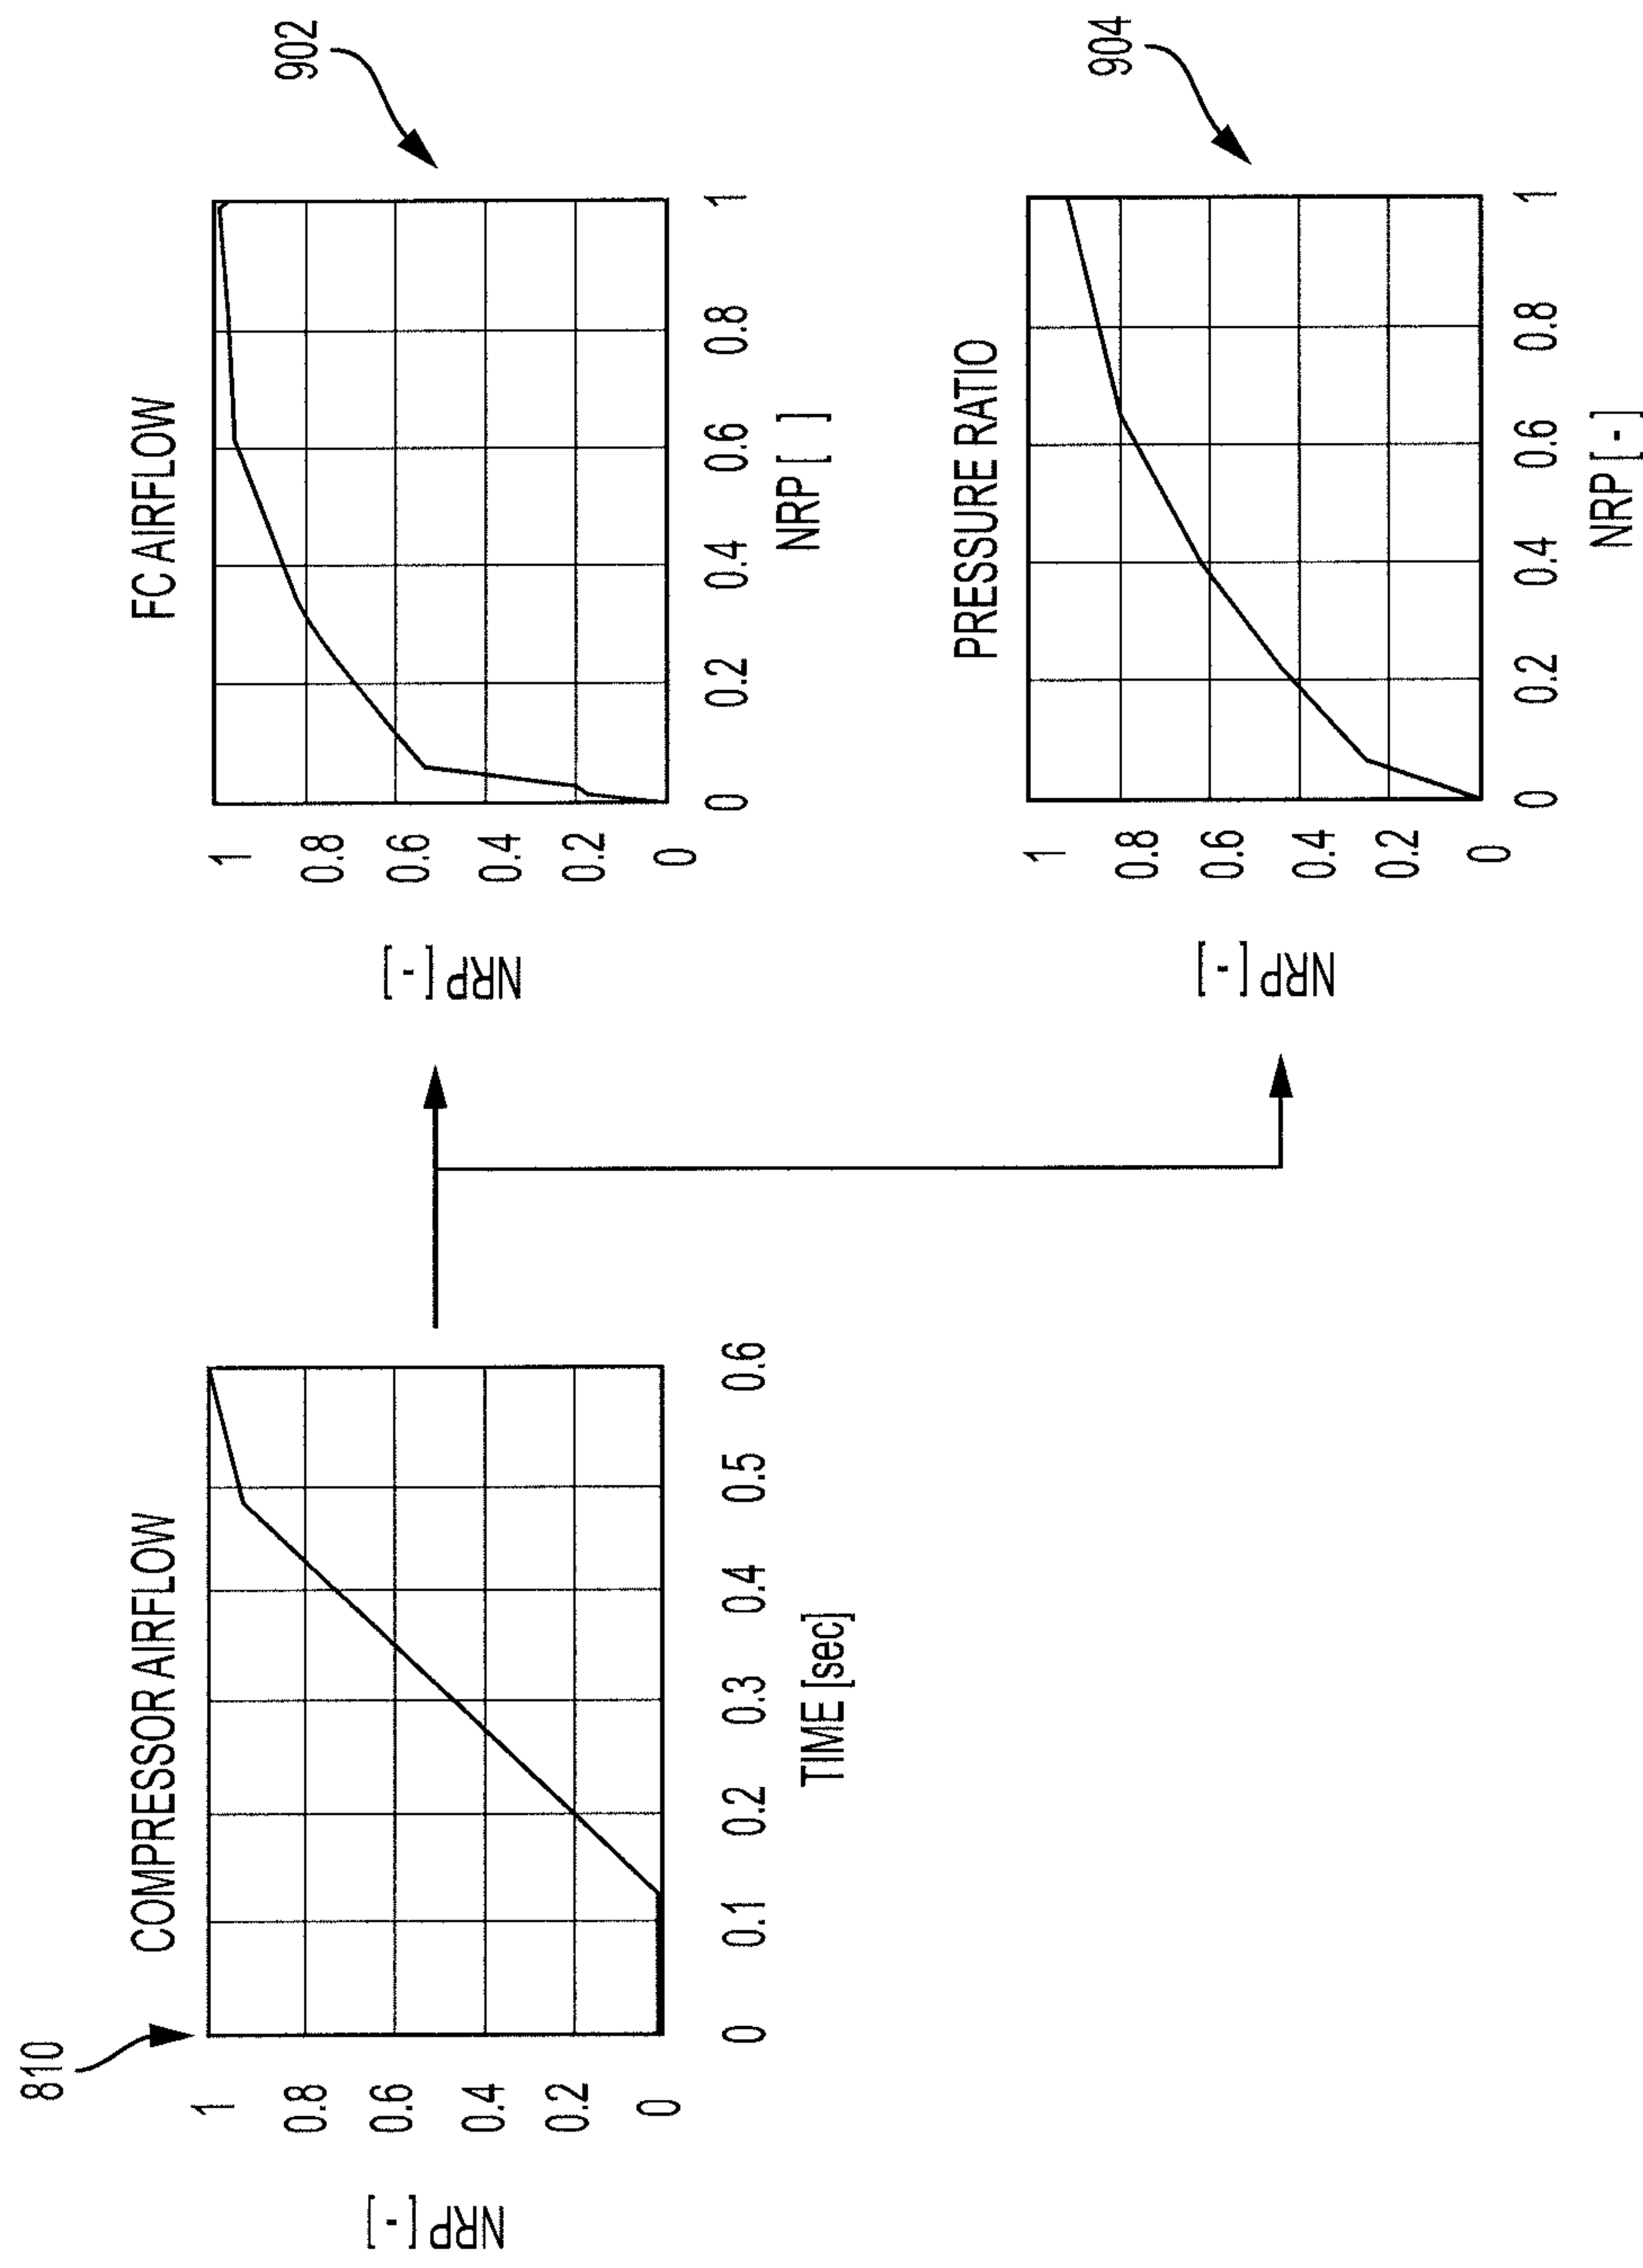 810
COMPRESSOR AIRFLOW
NRP [ - ]
1
0.8
0.6
0.4
0.2
0
0 0.1 0.2 0.3 0.4 0.5 0.6
TIME [sec]
902
FC AIRFLOW
NRP [ - ]
1
0.8
0.6
0.4
0.2
0
0 0.2 0.4 0.6 0.8 1
NRP [ ]
904
PRESSURE RATIO
NRP [ - ]
1
0.8
0.6
0.4
0.2
0
0 0.2 0.4 0.6 0.8 1
NRP [ - ]